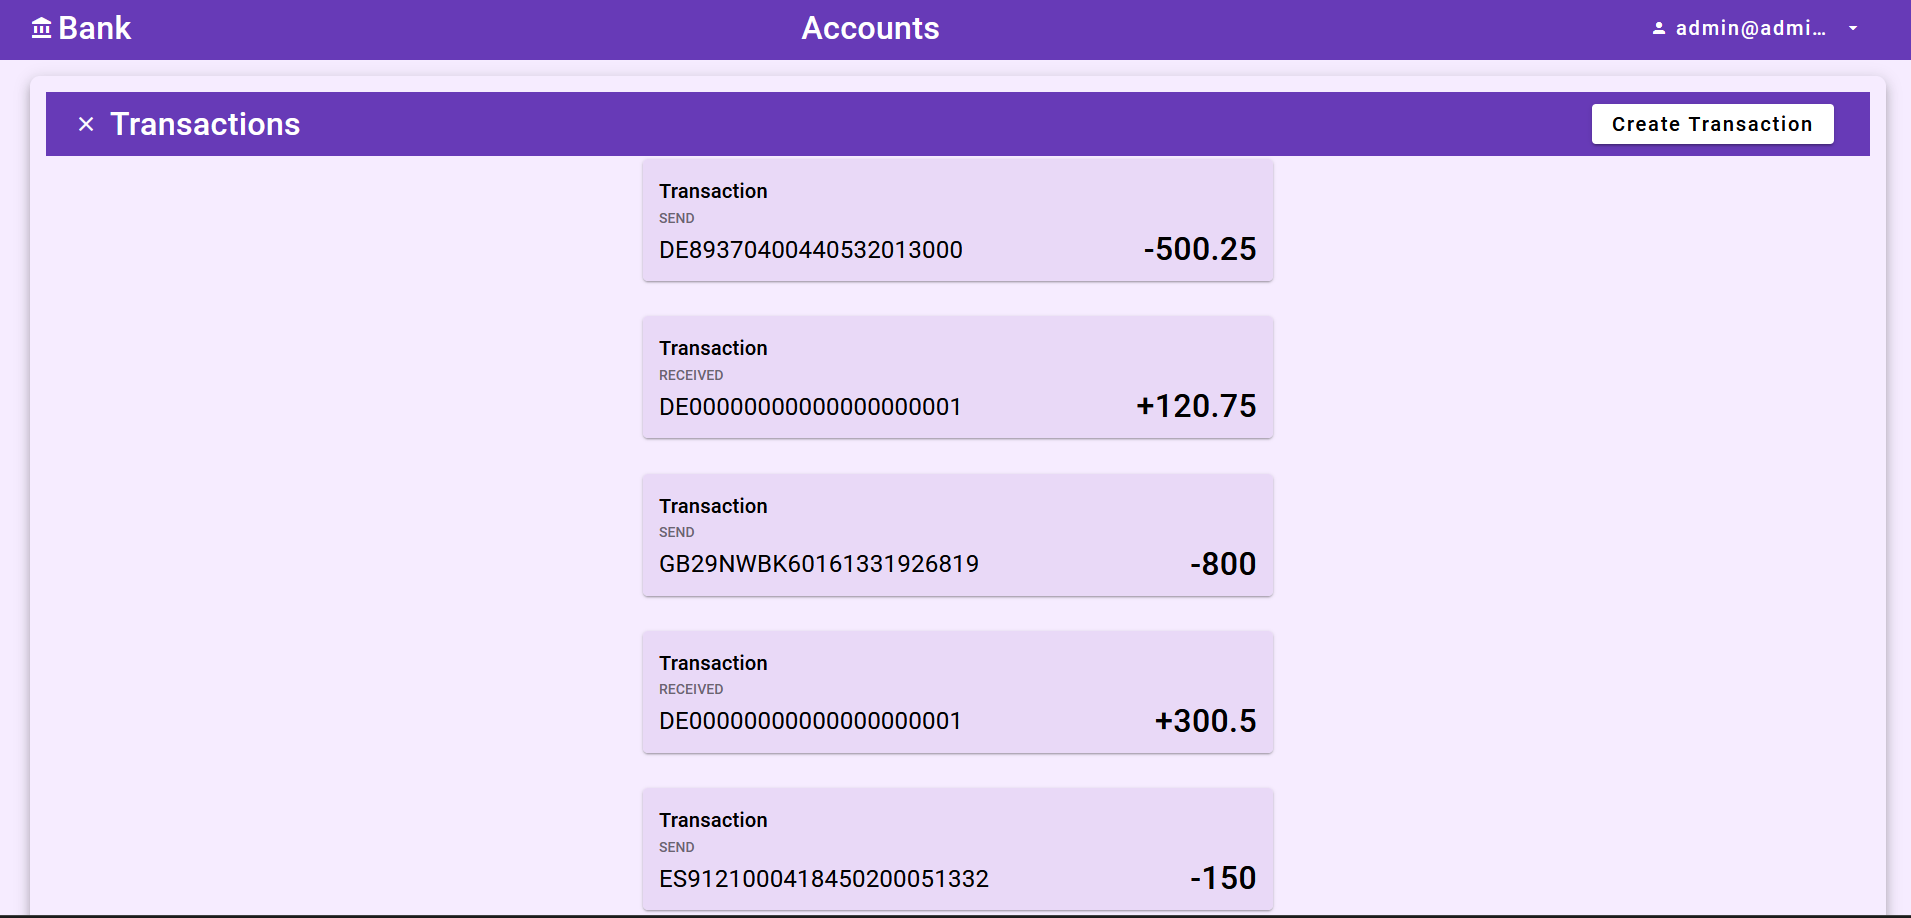 Bank
Accounts
admin@admi...
Transactions
Create Transaction
Transaction
SEND
DE89370400440532013000
-500.25
Transaction
RECEIVED
DE00000000000000000001
+120.75
Transaction
SEND
GB29NWBK60161331926819
-800
Transaction
RECEIVED
DE00000000000000000001
+300.5
Transaction
SEND
ES9121000418450200051332
-150